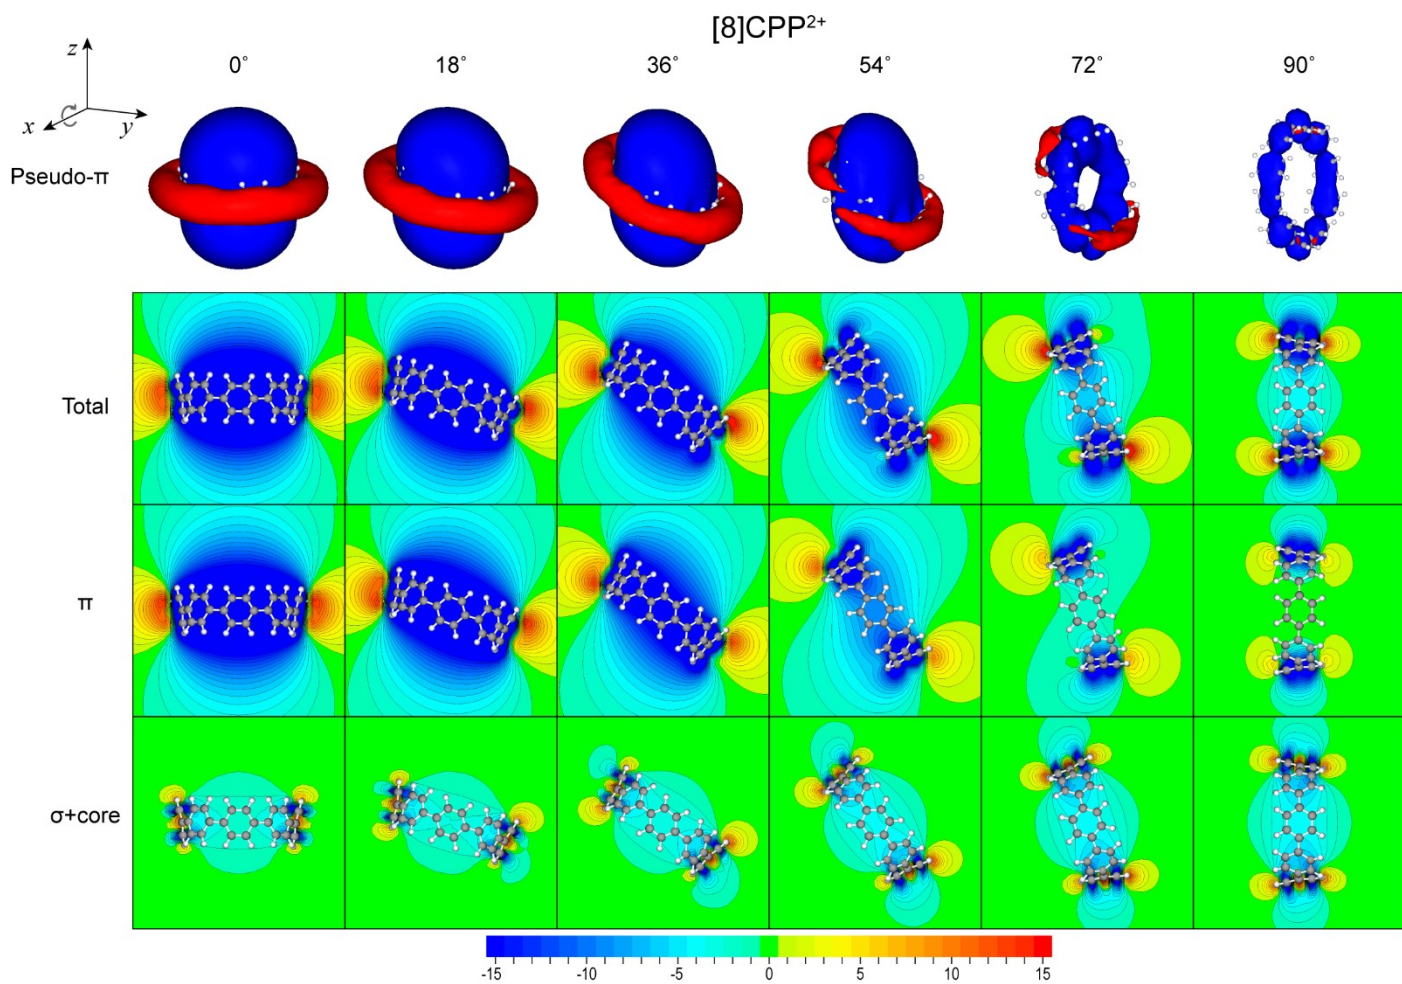 [8]CPP²⁺
z
x
y
0° 18° 36° 54° 72° 90°
Pseudo-π
Total
π
σ+core
-15 -10 -5 0 5 10 15